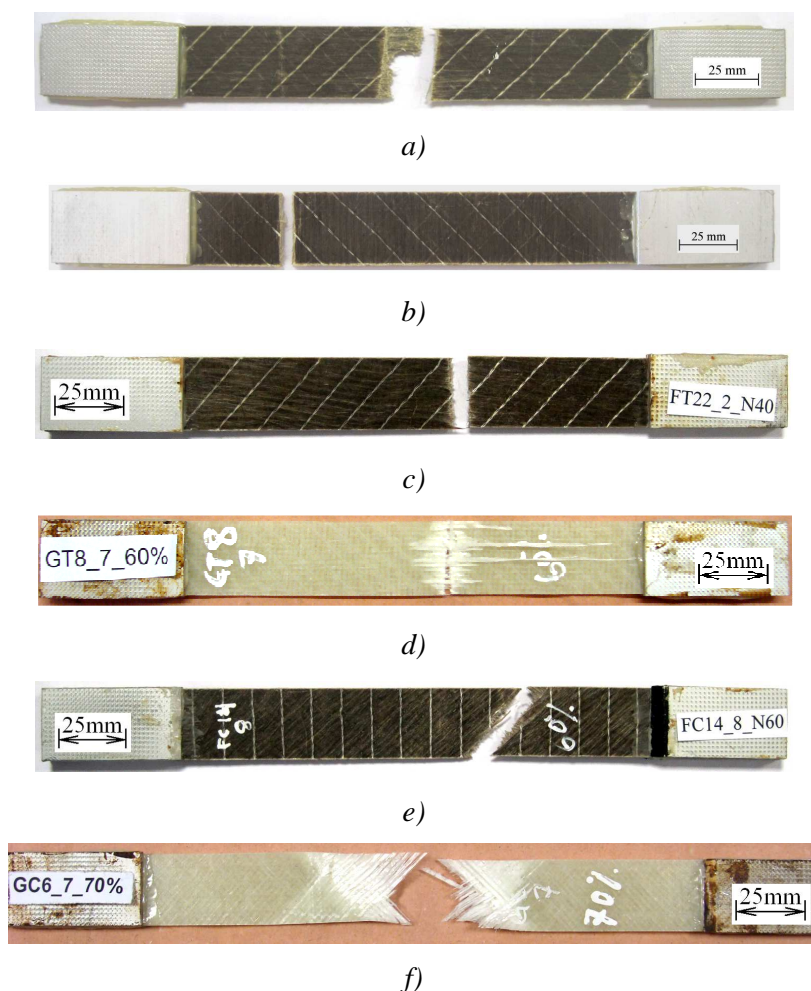 25 mm
a)
25 mm
b)
25mm
FT22_2_N40
c)
GT8_7_60%
GT8
7
60%
25mm
d)
25mm
FC14
8
60%
FC14_8_N60
e)
GC6_7_70%
70%
25mm
f)